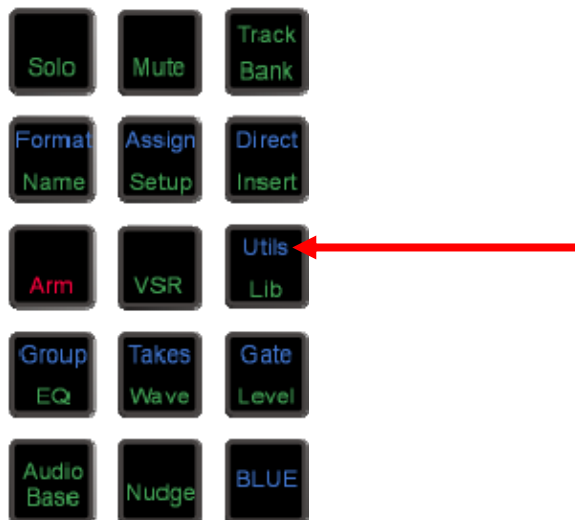 Solo
Mute
Track
Bank
Format
Name
Assign
Setup
Direct
Insert
Arm
VSR
Utils
Lib
Group
EQ
Takes
Wave
Gate
Level
Audio
Base
Nudge
BLUE